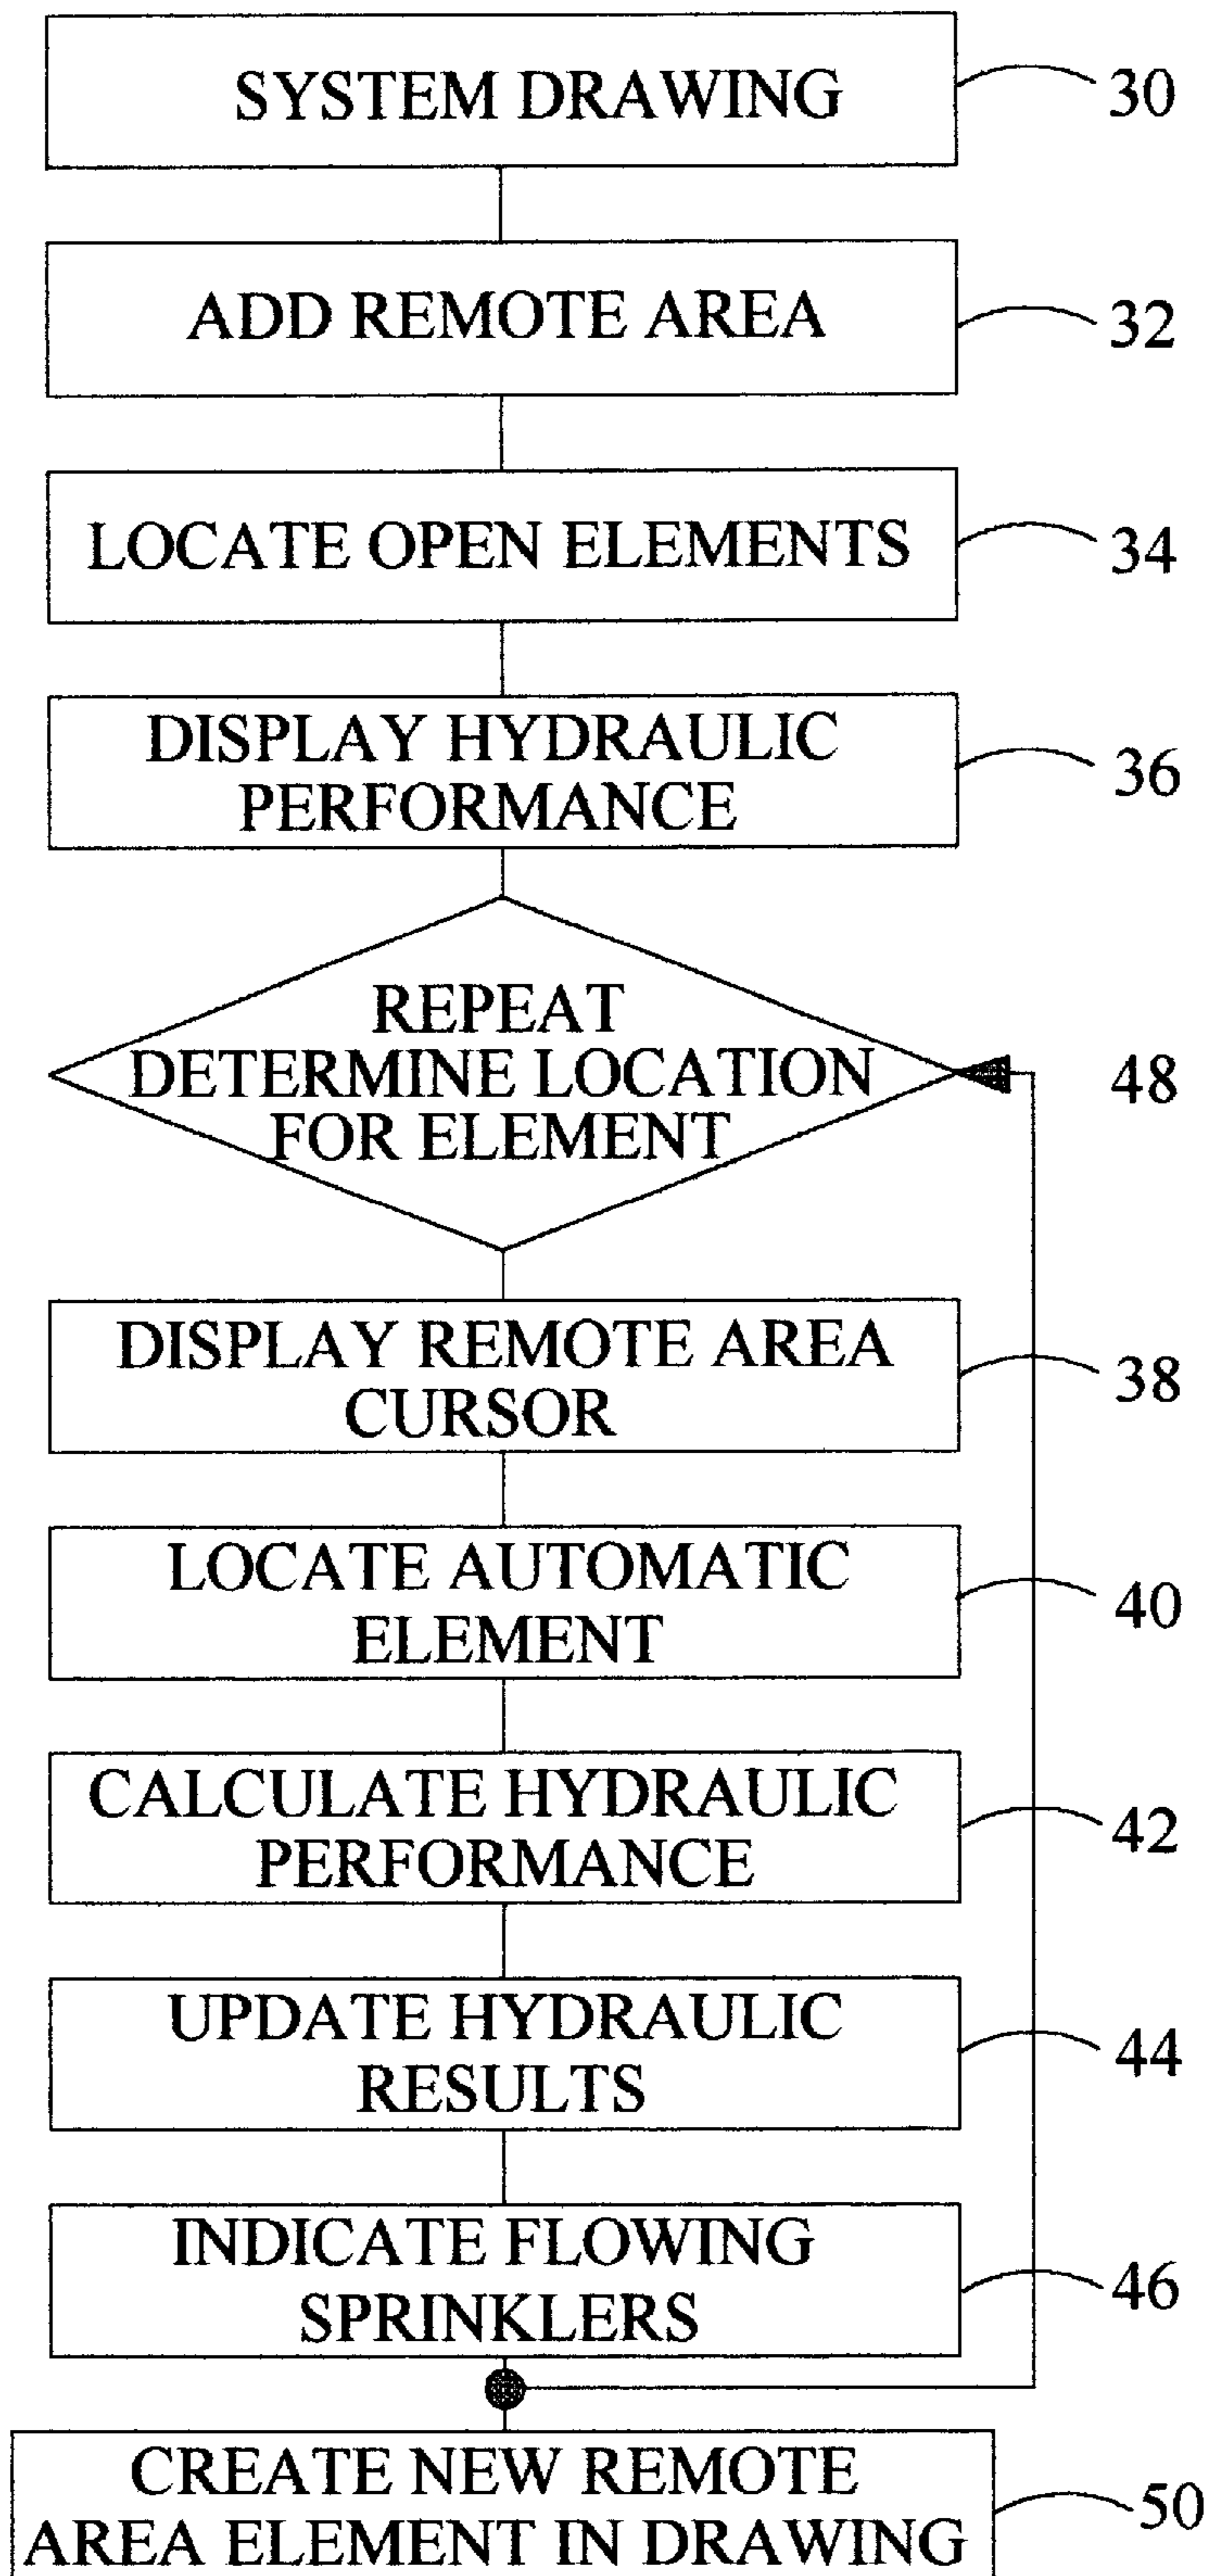 SYSTEM DRAWING
30
ADD REMOTE AREA
32
LOCATE OPEN ELEMENTS
34
DISPLAY HYDRAULIC
PERFORMANCE
36
REPEAT
DETERMINE LOCATION
FOR ELEMENT
48
DISPLAY REMOTE AREA
CURSOR
38
LOCATE AUTOMATIC
ELEMENT
40
CALCULATE HYDRAULIC
PERFORMANCE
42
UPDATE HYDRAULIC
RESULTS
44
INDICATE FLOWING
SPRINKLERS
46
CREATE NEW REMOTE
AREA ELEMENT IN DRAWING
50